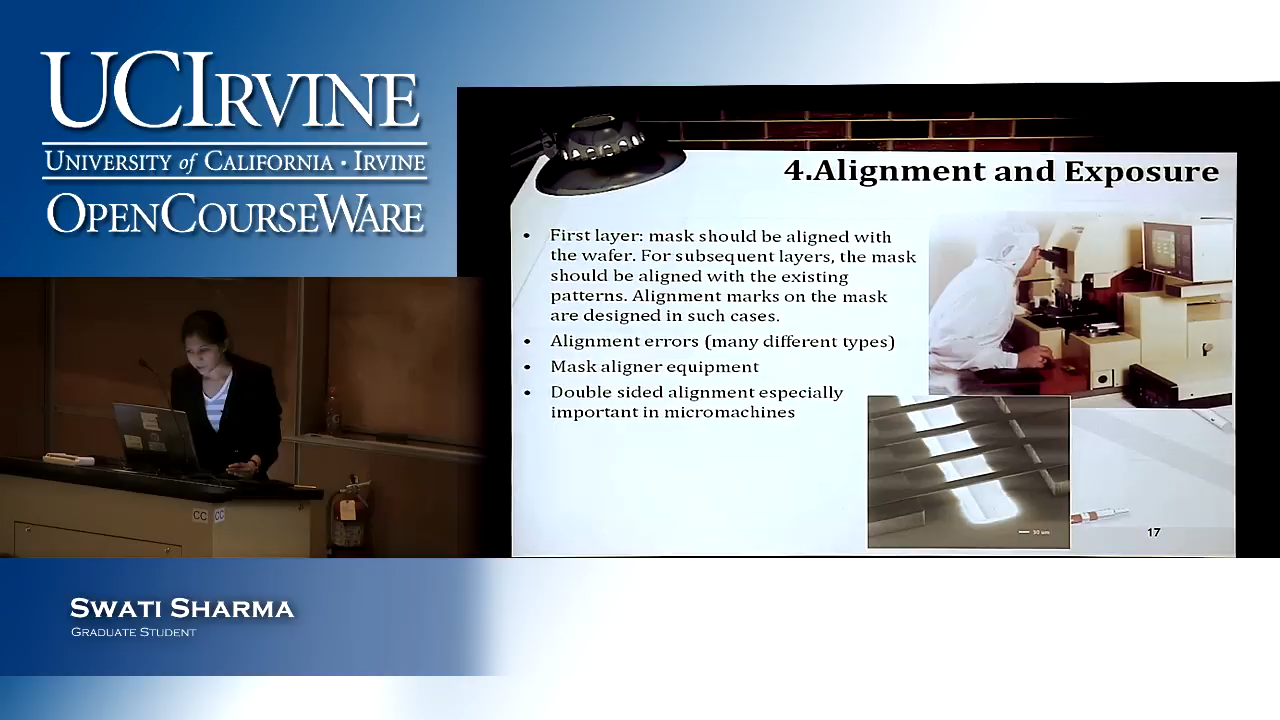 UCIRVINE
UNIVERSITY of CALIFORNIA · IRVINE
OPENCOURSEWARE
4.Alignment and Exposure
• First layer: mask should be aligned with
the wafer. For subsequent layers, the mask
should be aligned with the existing
patterns. Alignment marks on the mask
are designed in such cases.
• Alignment errors (many different types)
• Mask aligner equipment
• Double sided alignment especially
important in micromachines
17
CC CC
SWATI SHARMA
GRADUATE STUDENT